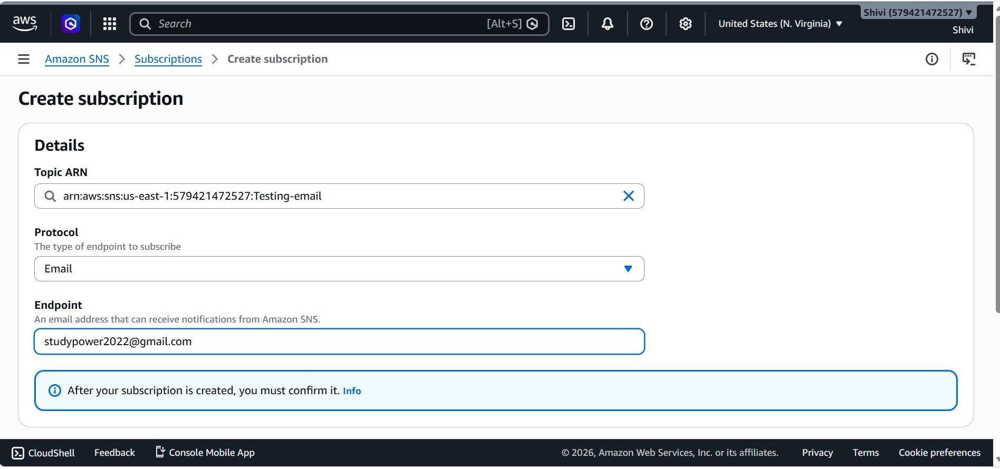 aws
Search [Alt+S]
United States (N. Virginia)
Shivi (579421472527)
Shivi
Amazon SNS > Subscriptions > Create subscription
Create subscription
Details
Topic ARN
arn:aws:sns:us-east-1:579421472527:Testing-email
Protocol
The type of endpoint to subscribe
Email
Endpoint
An email address that can receive notifications from Amazon SNS.
studypower2022@gmail.com
After your subscription is created, you must confirm it. Info
CloudShell Feedback Console Mobile App © 2026, Amazon Web Services, Inc. or its affiliates. Privacy Terms Cookie preferences